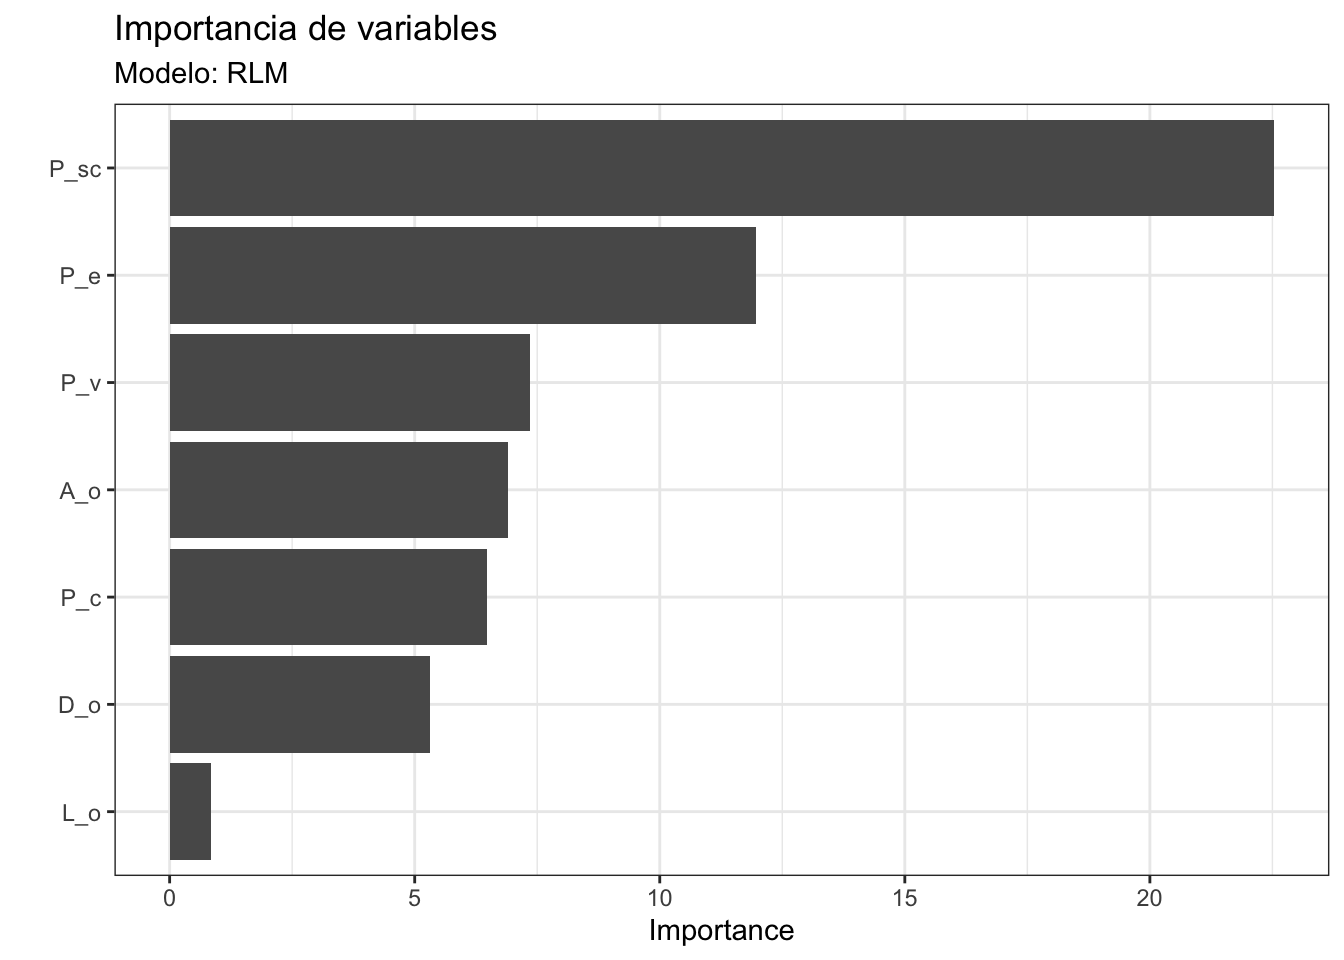 Importancia de variables
Modelo: RLM
P_sc
P_e
P_v
A_o
P_c
D_o
L_o
0 5 10 15 20
Importance